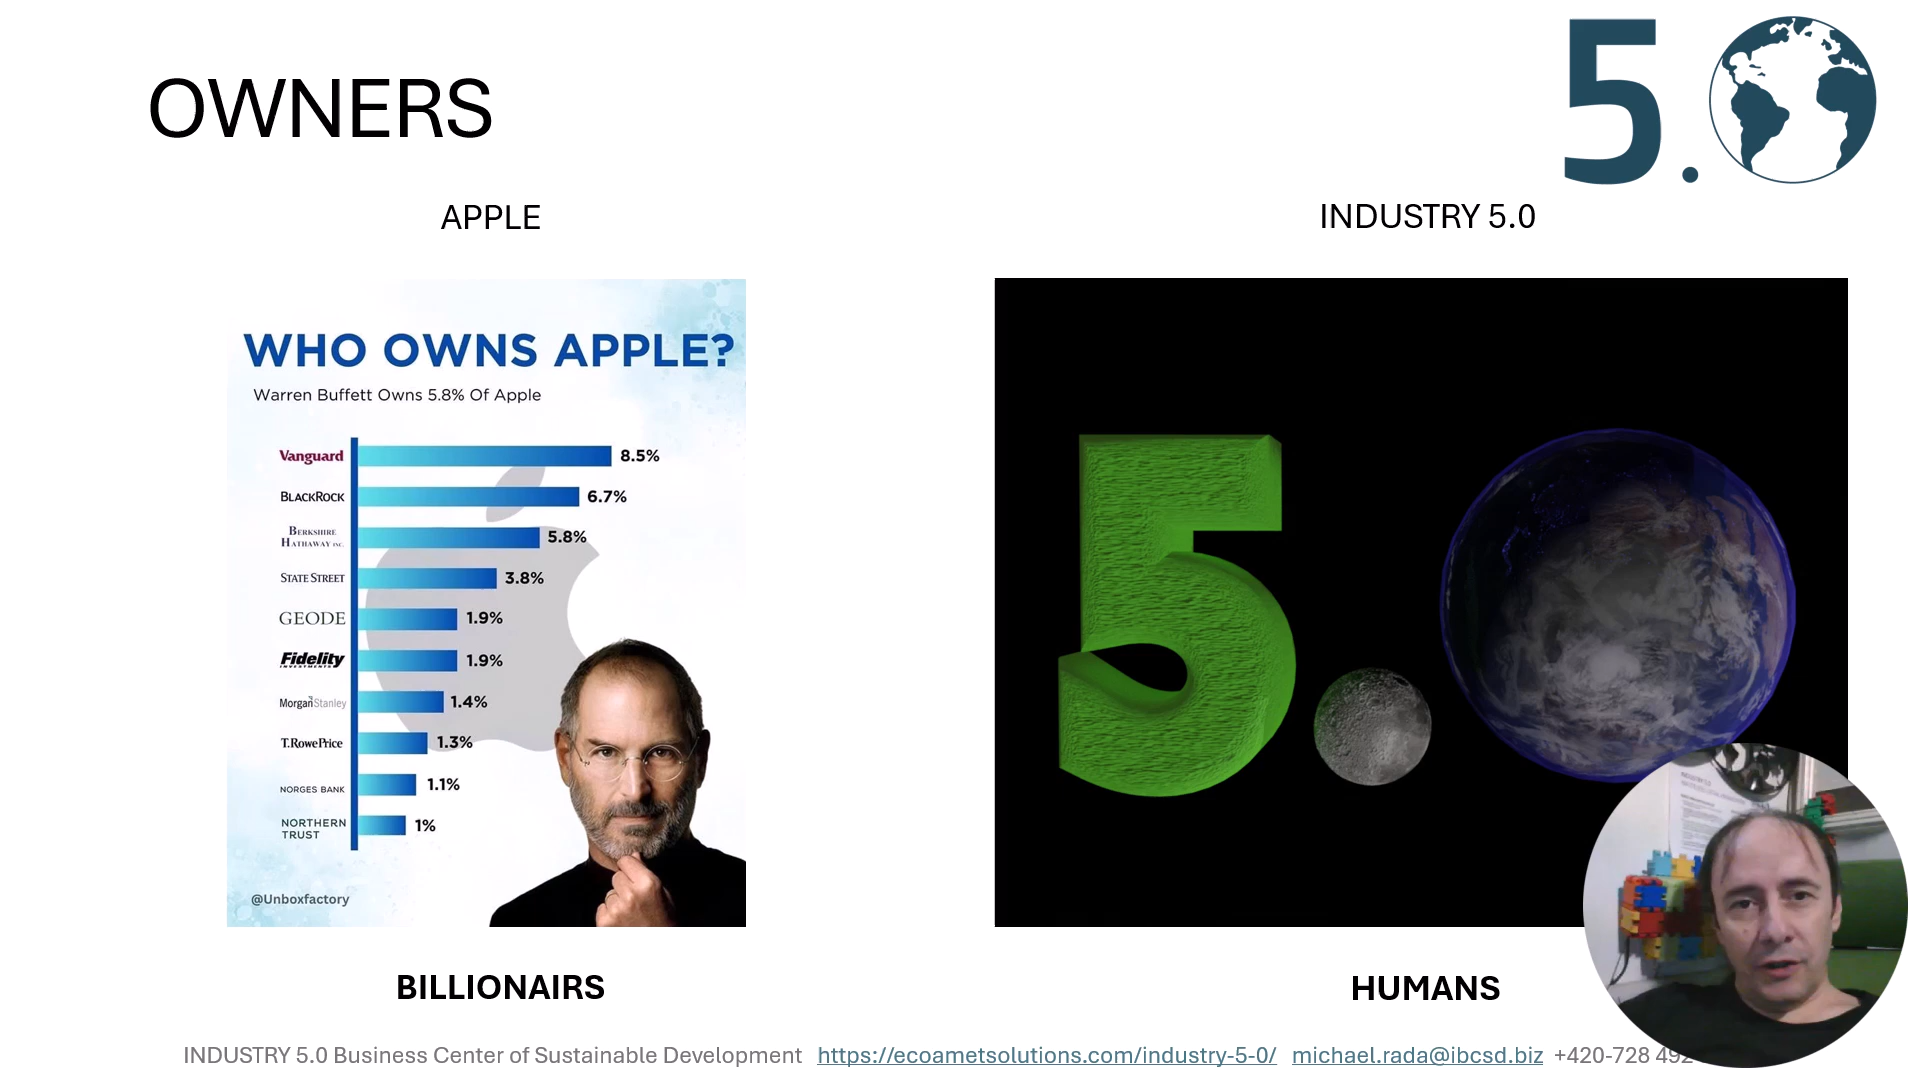 OWNERS
5.
APPLE
INDUSTRY 5.0
WHO OWNS APPLE?
Warren Buffett Owns 5.8% Of Apple
Vanguard 8.5%
BLACKROCK 6.7%
BERKSHIRE
HATHAWAY INC. 5.8%
STATE STREET 3.8%
GEODE 1.9%
Fidelity 1.9%
INVESTMENTS
Morgan Stanley 1.4%
T.RowePrice 1.3%
NORGES BANK 1.1%
NORTHERN
TRUST 1%
@Unboxfactory
5.
BILLIONAIRS
HUMANS
INDUSTRY 5.0 Business Center of Sustainable Development https://ecoametsolutions.com/industry-5-0/ michael.rada@ibcsd.biz +420-728 492